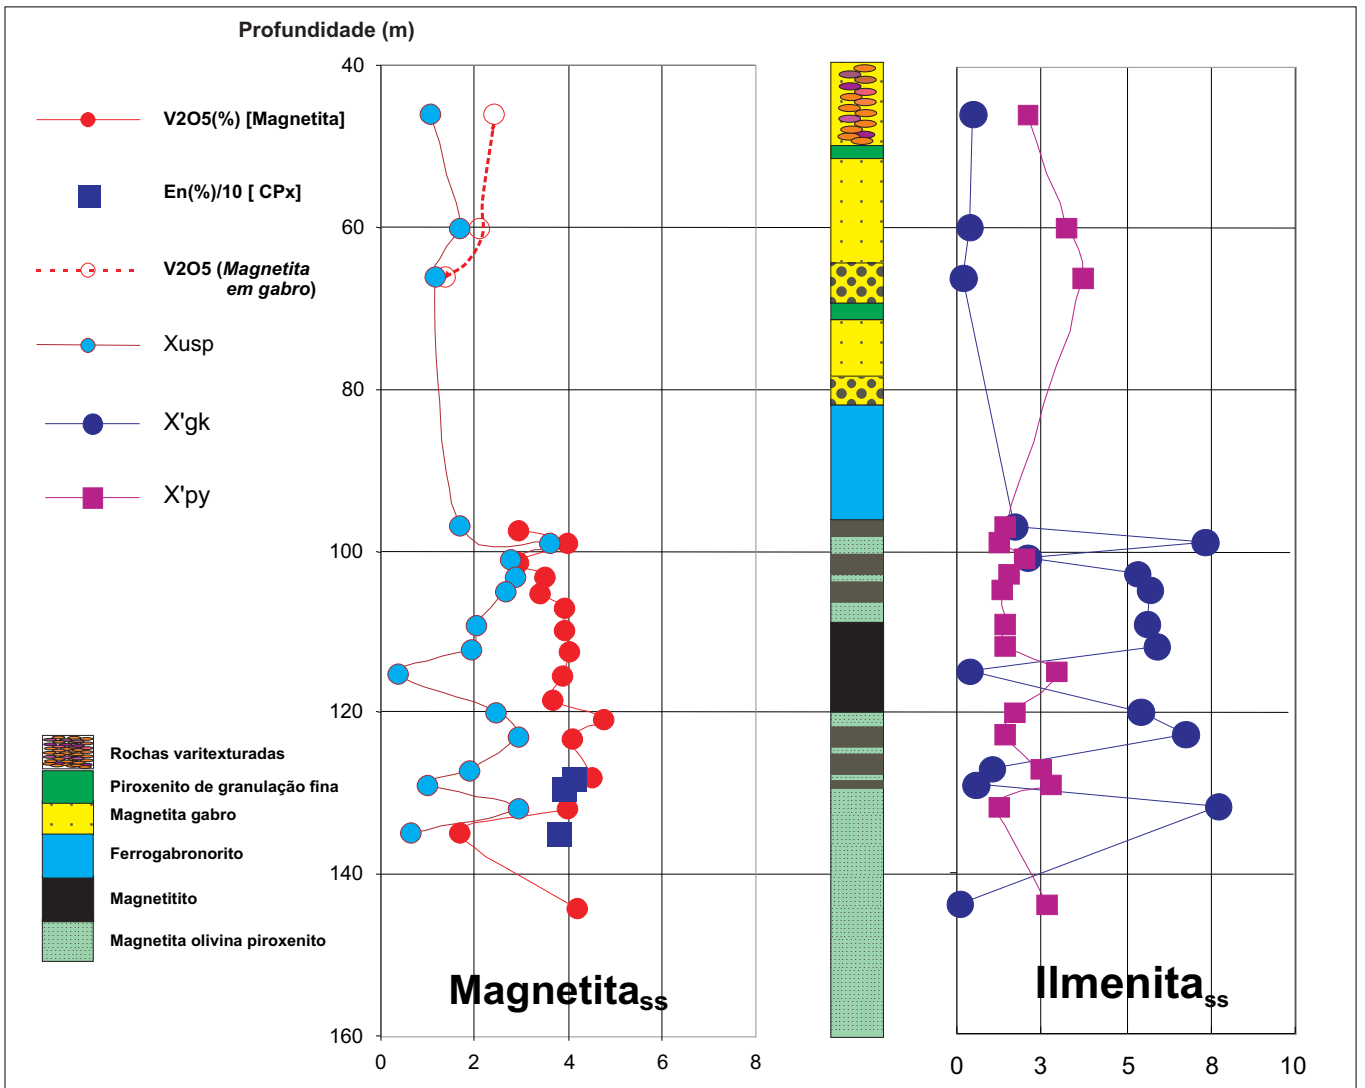 Profundidade (m)
V2O5(%) [Magnetita]
En(%)/10 [ CPx]
V2O5 (Magnetita
em gabro)
Xusp
X'gk
X'py
Rochas varitexturadas
Piroxenito de granulação fina
Magnetita gabro
Ferrogabronorito
Magnetitito
Magnetita olivina piroxenito
40
60
80
100
120
140
160
0 2 4 6 8
Magnetitass
0 3 5 8 10
Ilmenitass